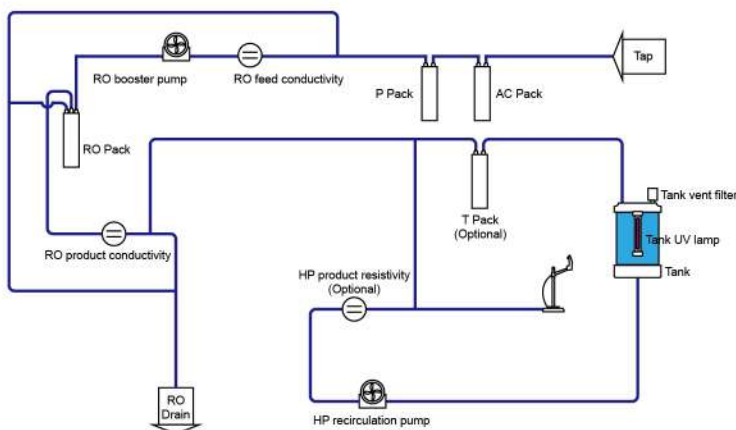 RO booster pump
RO feed conductivity
Tap
P Pack
AC Pack
RO Pack
T Pack
(Optional)
Tank vent filter
Tank UV lamp
Tank
RO product conductivity
HP product resistivity
(Optional)
RO
Drain
HP recirculation pump